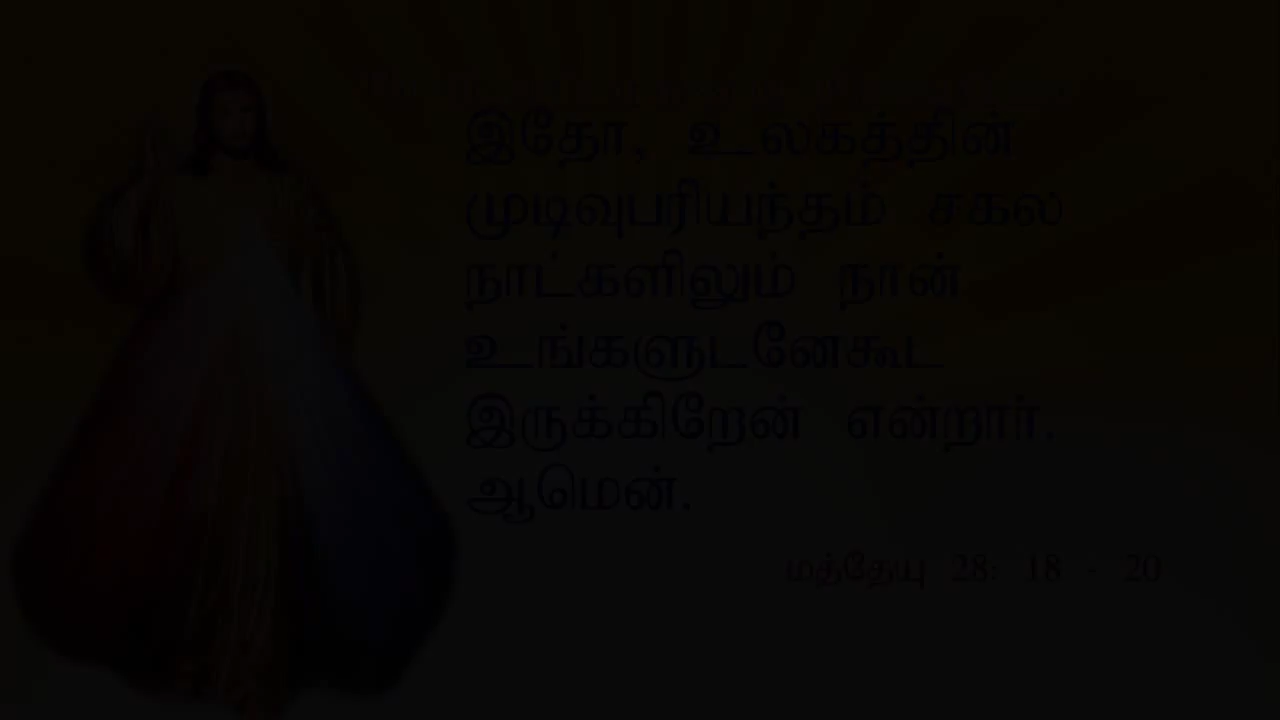 இதோ, உலகத்தின்
முடிவுபரியந்தம் சகல
நாட்களிலும் நான்
உங்களுடனேகூட
இருக்கிறேன் என்றார்.
ஆமென்.
மத்தேயு 28: 18 - 20